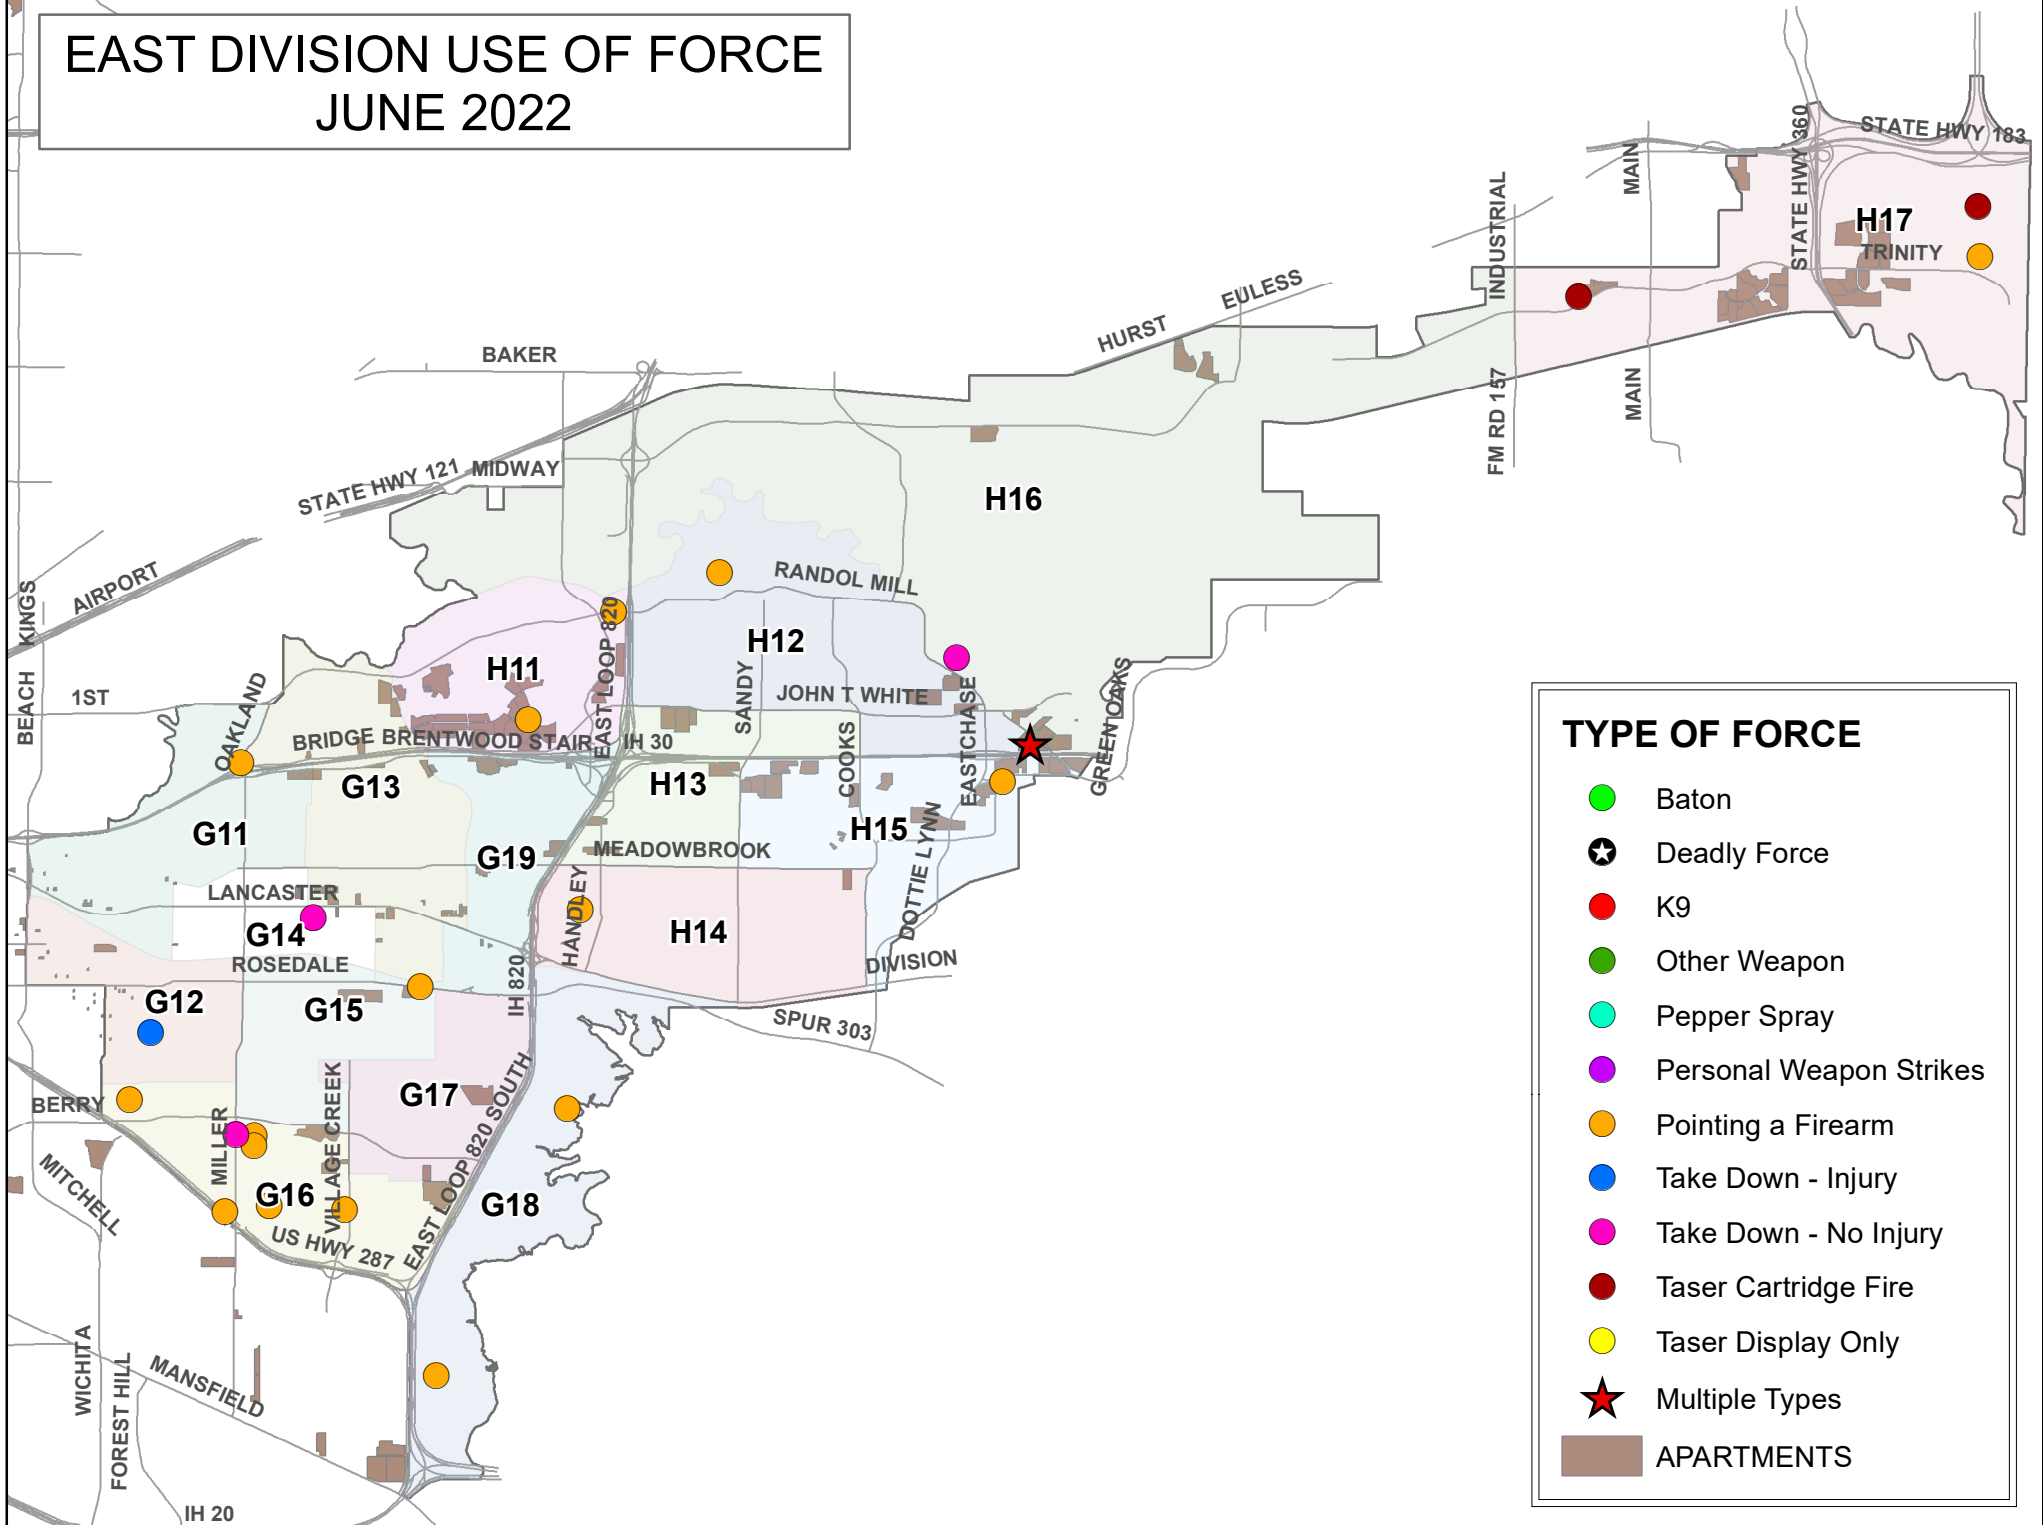 EAST DIVISION USE OF FORCE
JUNE 2022
STATE HWY 183
STATE HWY 360
MAIN
INDUSTRIAL
H17
TRINITY
EULESS
HURST
BAKER
FM RD 157
MAIN
STATE HWY 121
MIDWAY
H16
AIRPORT
RANDOL MILL
KINGS
BEACH
EAST LOOP 820
H12
H11
1ST
OAKLAND
SANDY
JOHN T WHITE
EASTCHASE
GREEN OAKS
BRIDGE BRENTWOOD STAIR
IH 30
COOKS
G13
H13
G11
H15
G19
MEADOWBROOK
DOTTIE LYNN
LANCASTER
HANDLEY
G14
H14
ROSEDALE
DIVISION
IH 820
G12
G15
SPUR 303
BERRY
MILLER
VILLAGE CREEK
G17
EAST LOOP 820 SOUTH
MITCHELL
G16
G18
US HWY 287
WICHITA
FOREST HILL
MANSFIELD
IH 20
TYPE OF FORCE
Baton
Deadly Force
K9
Other Weapon
Pepper Spray
Personal Weapon Strikes
Pointing a Firearm
Take Down - Injury
Take Down - No Injury
Taser Cartridge Fire
Taser Display Only
Multiple Types
APARTMENTS